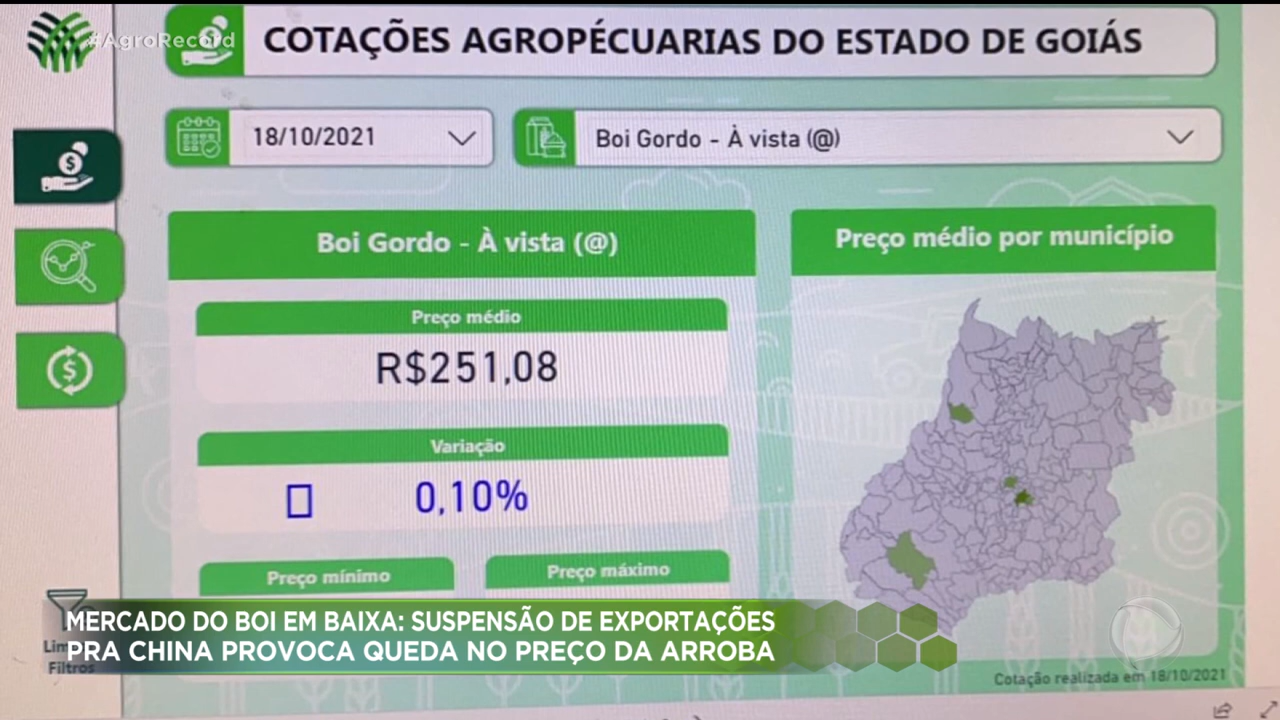 #AgroRecord
COTAÇÕES AGROPÉCUARIAS DO ESTADO DE GOIÁS
18/10/2021
Boi Gordo - À vista (@)
Boi Gordo - À vista (@)
Preço médio por município
Preço médio
R$251,08
Variação
0,10%
Preço mínimo
Preço máximo
MERCADO DO BOI EM BAIXA: SUSPENSÃO DE EXPORTAÇÕES
PRA CHINA PROVOCA QUEDA NO PREÇO DA ARROBA
Filtros
Cotação realizada em 18/10/2021